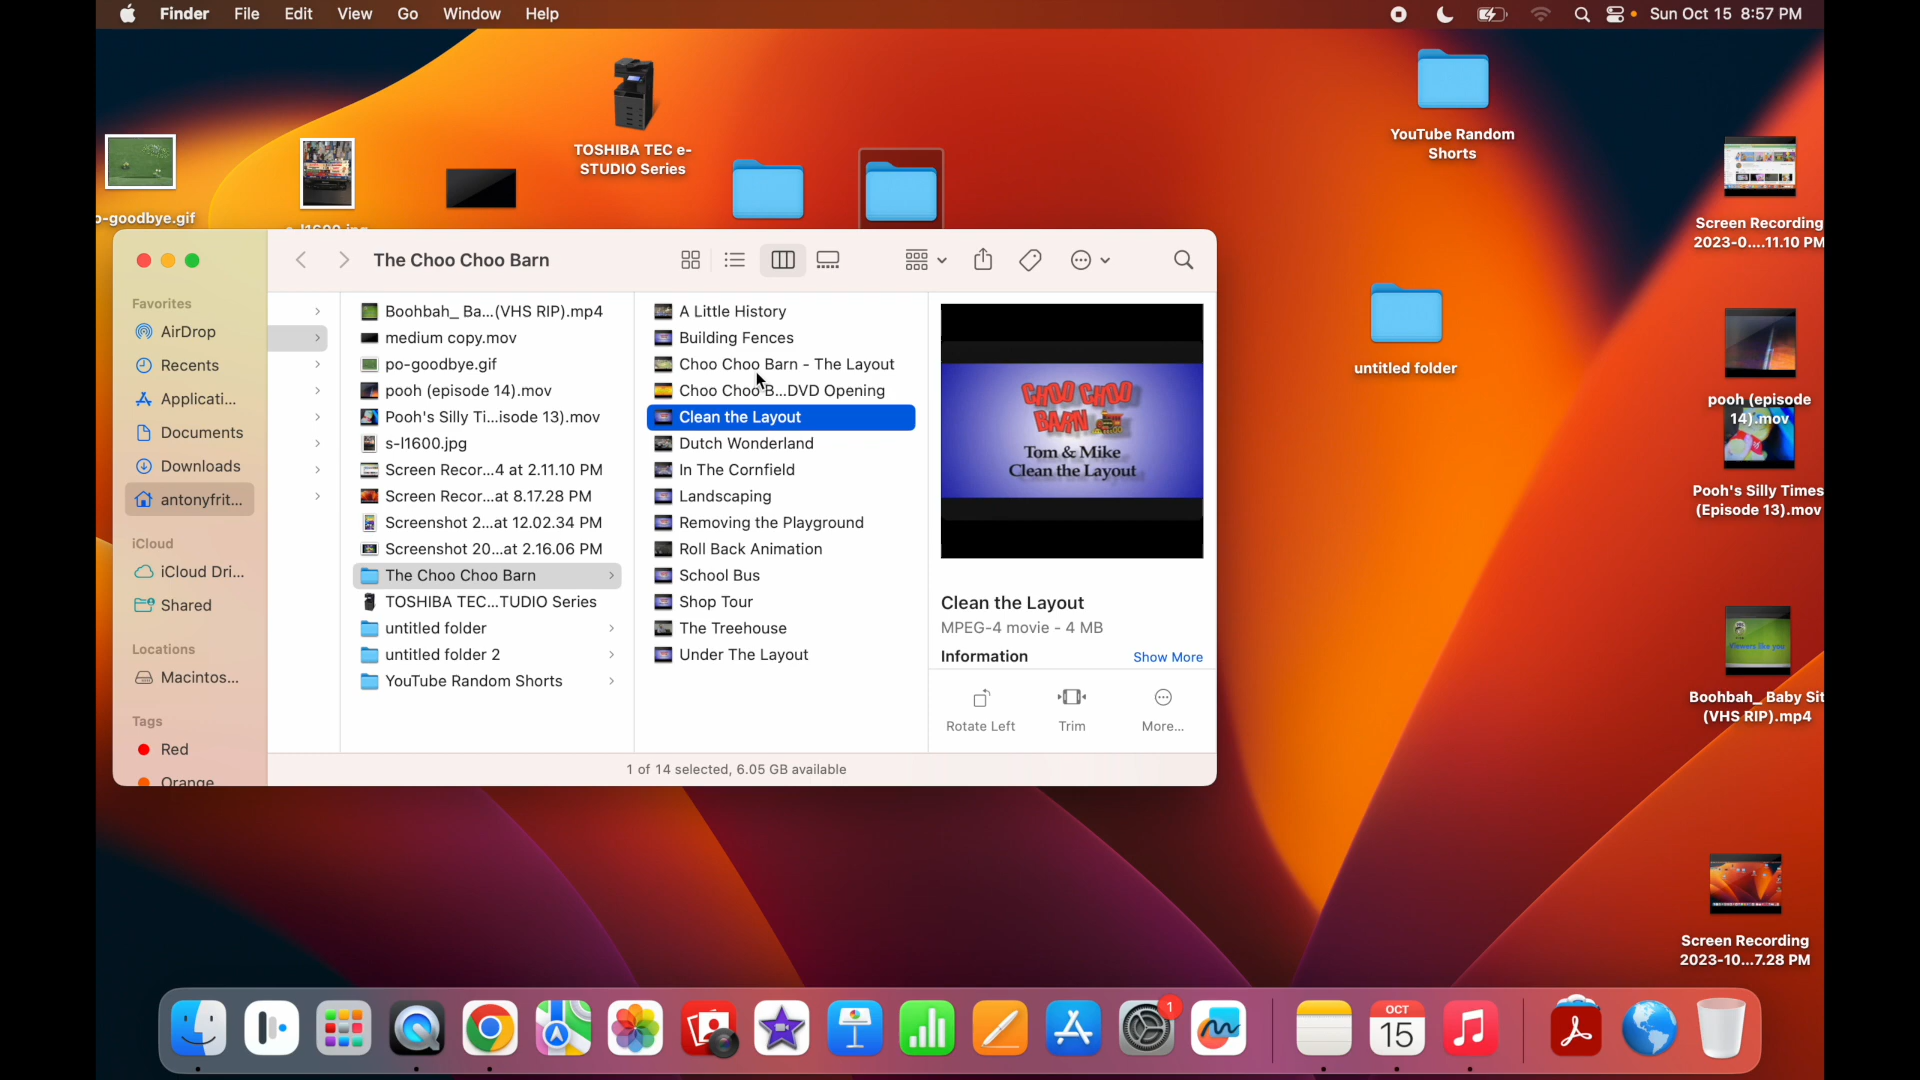 Finder File Edit View Go Window Help
Sun Oct 15 8:57 PM
TOSHIBA TEC e-
STUDIO Series
YouTube Random
Shorts
o-goodbye.gif
Screen Recording
2023-0....11.10 PM
untitled folder
pooh (episode
14).mov
Pooh's Silly Times
(Episode 13).mov
Viewers like you
Boohbah_ Baby Sit
(VHS RIP).mp4
Screen Recording
2023-10...7.28 PM
The Choo Choo Barn
Favorites
AirDrop
Recents
Applicati...
Documents
Downloads
antonyfrit...
iCloud
iCloud Dri...
Shared
Locations
Macintos...
Tags
Red
Orange
Boohbah_ Ba...(VHS RIP).mp4
medium copy.mov
po-goodbye.gif
pooh (episode 14).mov
Pooh's Silly Ti...isode 13).mov
s-l1600.jpg
Screen Recor...4 at 2.11.10 PM
Screen Recor...at 8.17.28 PM
Screenshot 2...at 12.02.34 PM
Screenshot 20...at 2.16.06 PM
The Choo Choo Barn
TOSHIBA TEC...TUDIO Series
untitled folder
untitled folder 2
YouTube Random Shorts
A Little History
Building Fences
Choo Choo Barn - The Layout
Choo Choo B...DVD Opening
Clean the Layout
Dutch Wonderland
In The Cornfield
Landscaping
Removing the Playground
Roll Back Animation
School Bus
Shop Tour
The Treehouse
Under The Layout
CHOO CHOO
BARN
Tom & Mike
Clean the Layout
Clean the Layout
MPEG-4 movie - 4 MB
Information Show More
Rotate Left Trim More...
1 of 14 selected, 6.05 GB available
1
OCT
15